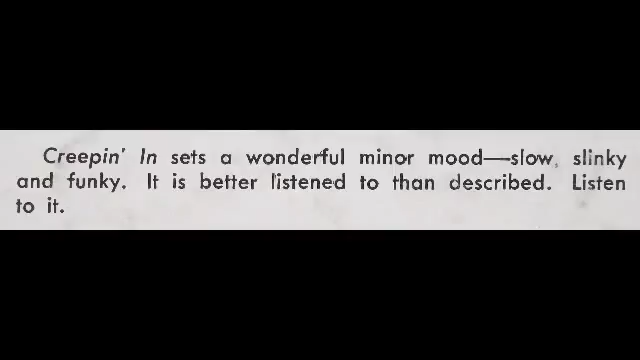 Creepin' In sets a wonderful minor mood—slow, slinky
and funky. It is better listened to than described. Listen
to it.